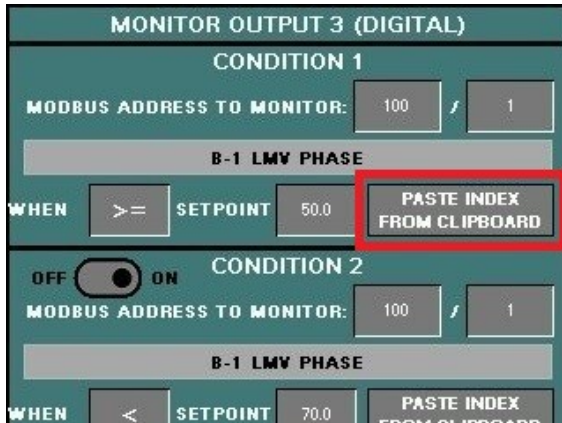 MONITOR OUTPUT 3 (DIGITAL)
CONDITION 1
MODBUS ADDRESS TO MONITOR: 100 / 1
B-1 LMV PHASE
WHEN >= SETPOINT 50.0 PASTE INDEX
FROM CLIPBOARD
OFF ON CONDITION 2
MODBUS ADDRESS TO MONITOR: 100 / 1
B-1 LMV PHASE
WHEN < SETPOINT 70.0 PASTE INDEX
FROM CLIPBOARD